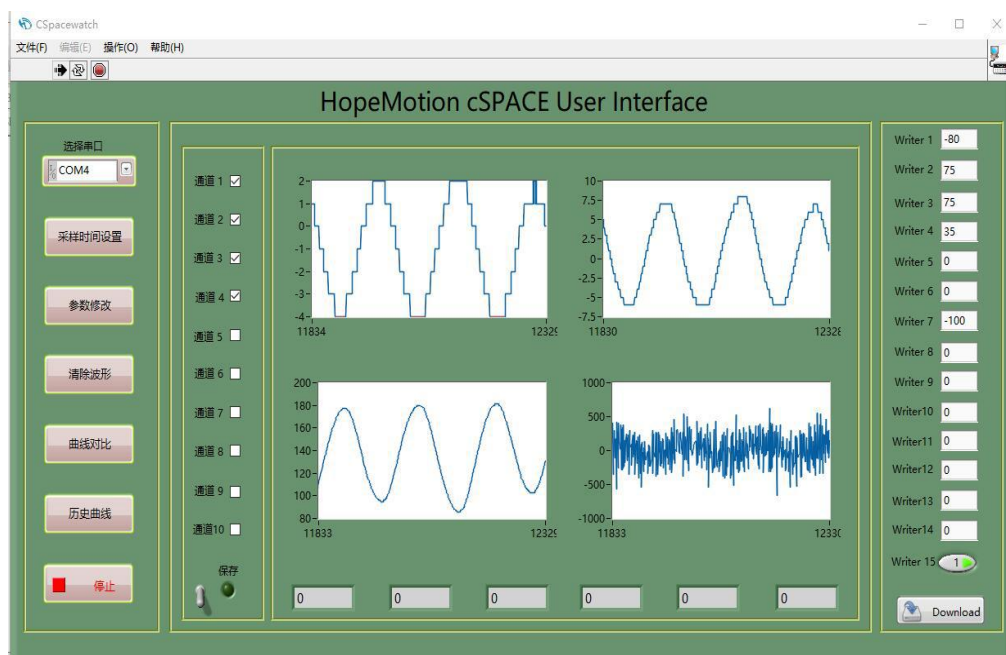 CSpacewatch
文件(F) 编辑(E) 操作(O) 帮助(H)
HopeMotion cSPACE User Interface
选择串口
COM4
采样时间设置
参数修改
清除波形
曲线对比
历史曲线
停止
通道 1
通道 2
通道 3
通道 4
通道 5
通道 6
通道 7
通道 8
通道 9
通道10
保存
2
1
0
-1
-2
-3
-4
11834 12329
10
7.5
5
2.5
0
-2.5
-5
-7.5
11830 1232
200
180
160
140
120
100
80
11833 1232
1000
500
0
-500
-1000
11833 1233
0 0 0 0 0 0
Writer 1 -80
Writer 2 75
Writer 3 75
Writer 4 35
Writer 5 0
Writer 6 0
Writer 7 -100
Writer 8 0
Writer 9 0
Writer10 0
Writer11 0
Writer12 0
Writer13 0
Writer14 0
Writer 15 1
Download